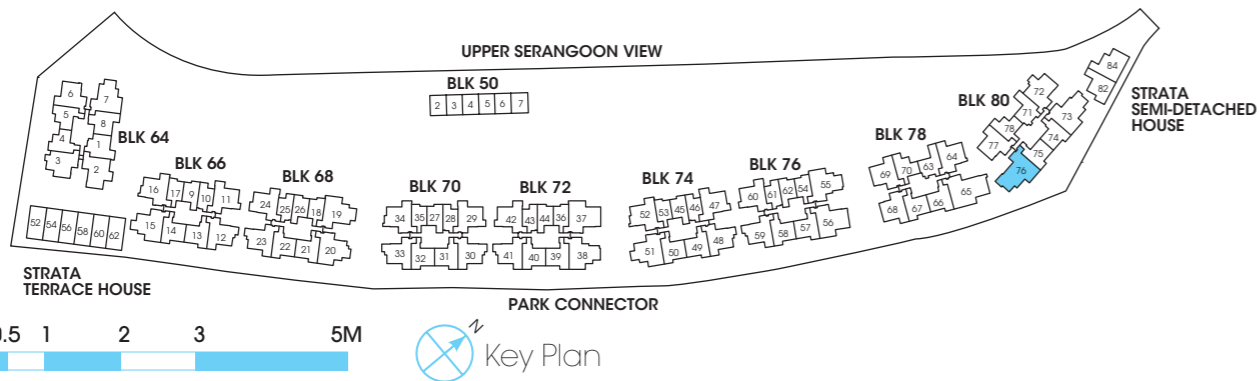 UPPER SERANGOON VIEW
BLK 50
2 3 4 5 6 7
BLK 64
6 7
5 8
4 1
3 2
BLK 66
16 17 9 10 11
15 14 13 12
BLK 68
24 25 26 18 19
23 22 21 20
BLK 70
34 35 27 28 29
33 32 31 30
BLK 72
42 43 44 36 37
41 40 39 38
BLK 74
52 53 45 46 47
51 50 49 48
BLK 76
60 61 62 54 55
59 58 57 56
BLK 78
69 70 63 64
68 67 66 65
BLK 80
72
71 73
78 74
77 75
76
84
82
STRATA
SEMI-DETACHED
HOUSE
52 54 56 58 60 62
STRATA
TERRACE HOUSE
PARK CONNECTOR
0.5 1 2 3 5M
N
Key Plan